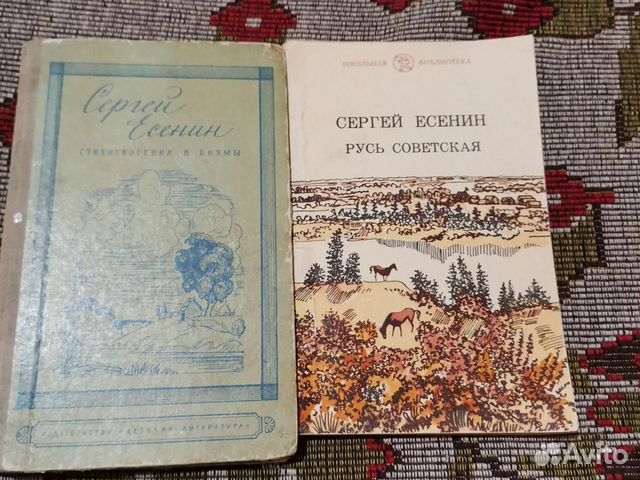 Сергей
Есенин
СТИХОТВОРЕНИЯ И ПОЭМЫ
ИЗДАТЕЛЬСТВО «ДЕТСКАЯ ЛИТЕРАТУРА»
ШКОЛЬНАЯ БИБЛИОТЕКА
СЕРГЕЙ ЕСЕНИН
РУСЬ СОВЕТСКАЯ
Avito